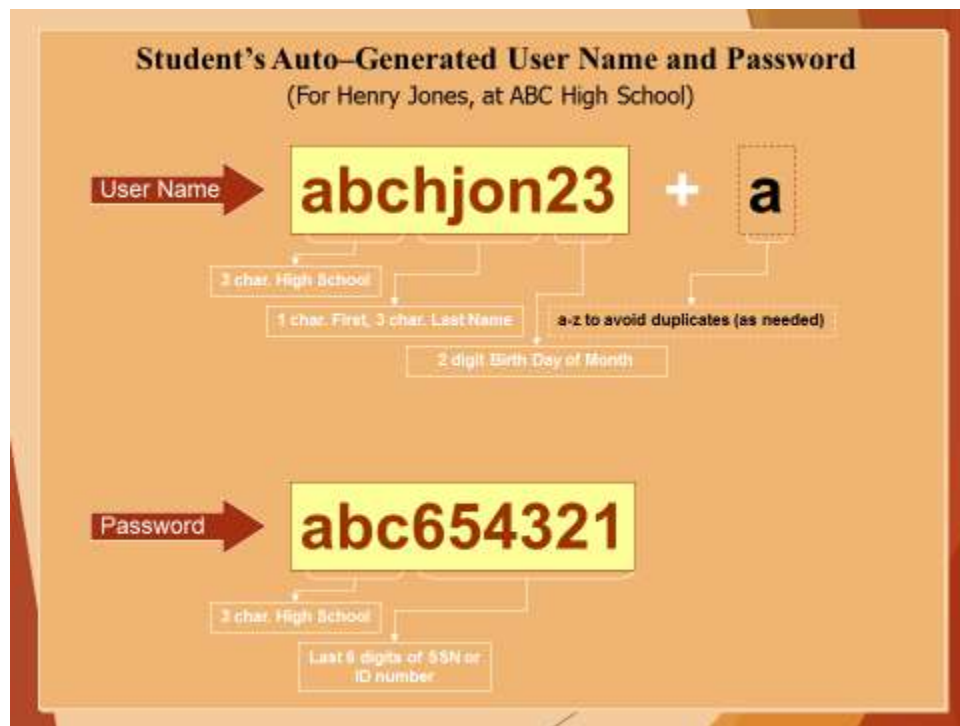 Student's Auto–Generated User Name and Password
(For Henry Jones, at ABC High School)
User Name
abchjon23 + a
3 char. High School
1 char. First, 3 char. Last Name
a-z to avoid duplicates (as needed)
2 digit Birth Day of Month
Password
abc654321
3 char. High School
Last 6 digits of SSN or
ID number